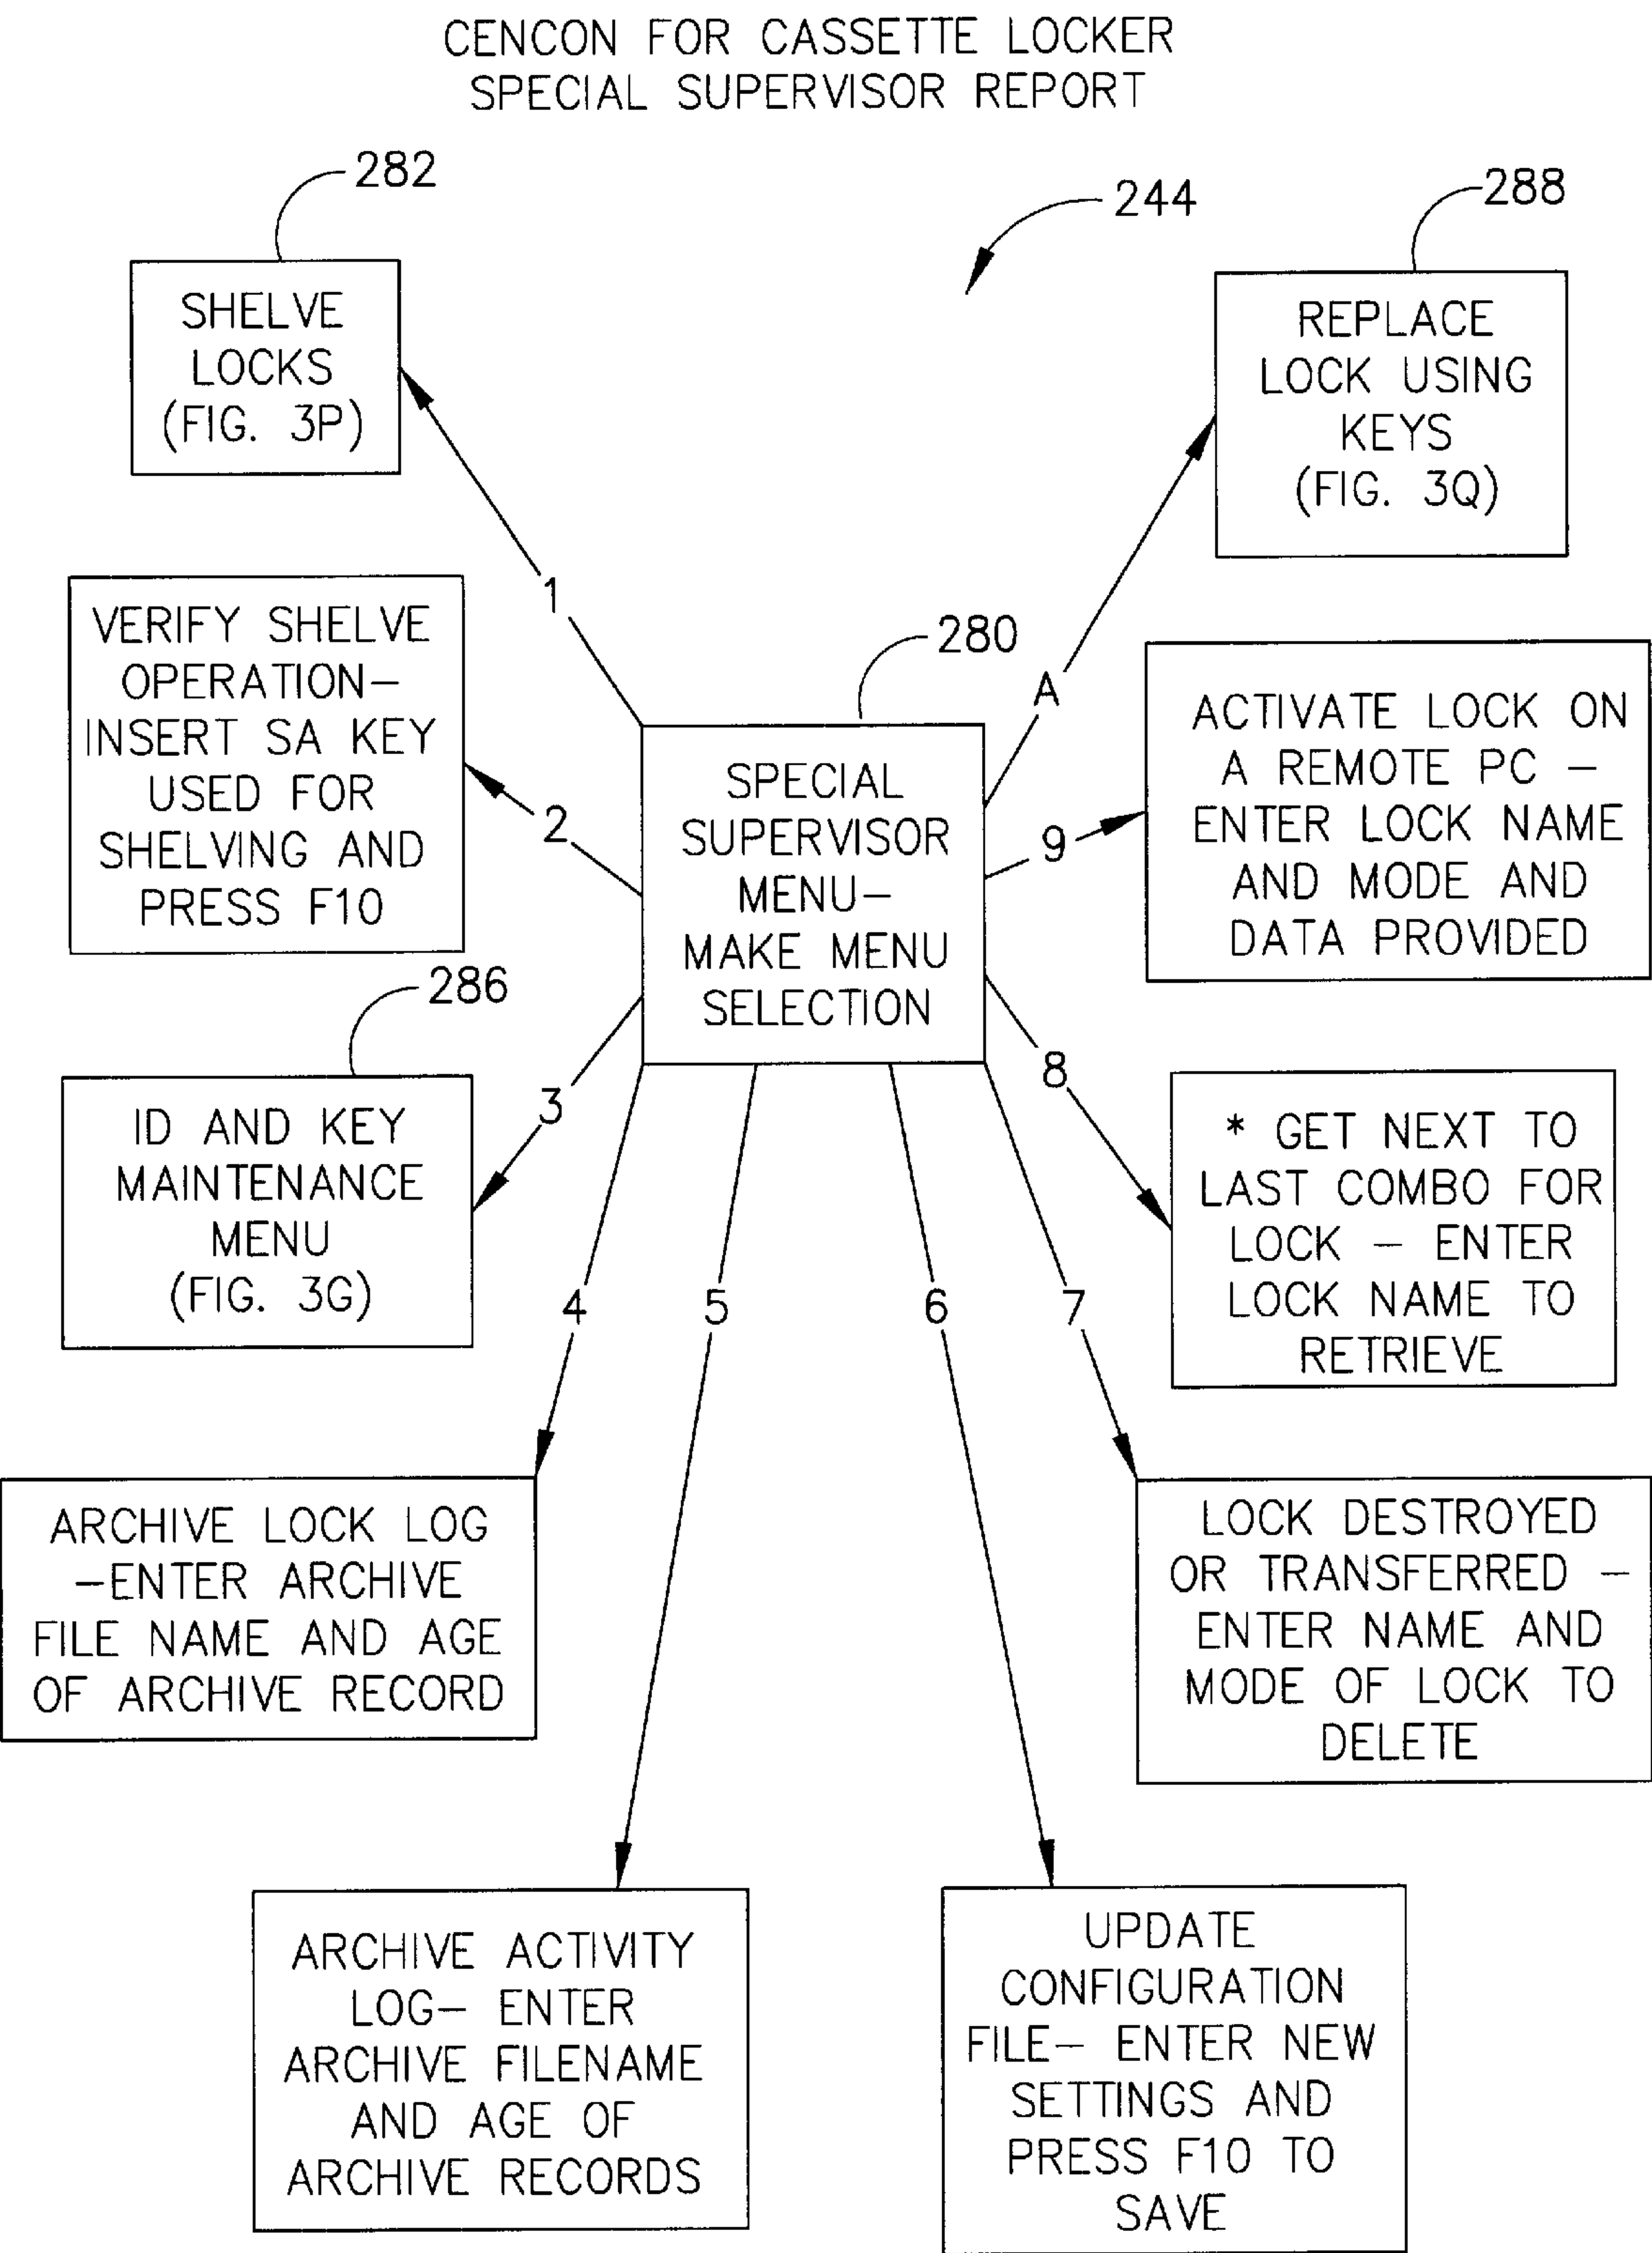 CENCON FOR CASSETTE LOCKER
SPECIAL SUPERVISOR REPORT
282
244
288
SHELVE
LOCKS
(FIG. 3P)
REPLACE
LOCK USING
KEYS
(FIG. 3Q)
1
A
VERIFY SHELVE
OPERATION–
INSERT SA KEY
USED FOR
SHELVING AND
PRESS F10
2
280
SPECIAL
SUPERVISOR
MENU–
MAKE MENU
SELECTION
9
ACTIVATE LOCK ON
A REMOTE PC –
ENTER LOCK NAME
AND MODE AND
DATA PROVIDED
286
ID AND KEY
MAINTENANCE
MENU
(FIG. 3G)
3
8
* GET NEXT TO
LAST COMBO FOR
LOCK – ENTER
LOCK NAME TO
RETRIEVE
4
5
6
7
ARCHIVE LOCK LOG
–ENTER ARCHIVE
FILE NAME AND AGE
OF ARCHIVE RECORD
LOCK DESTROYED
OR TRANSFERRED –
ENTER NAME AND
MODE OF LOCK TO
DELETE
ARCHIVE ACTIVITY
LOG– ENTER
ARCHIVE FILENAME
AND AGE OF
ARCHIVE RECORDS
UPDATE
CONFIGURATION
FILE– ENTER NEW
SETTINGS AND
PRESS F10 TO
SAVE